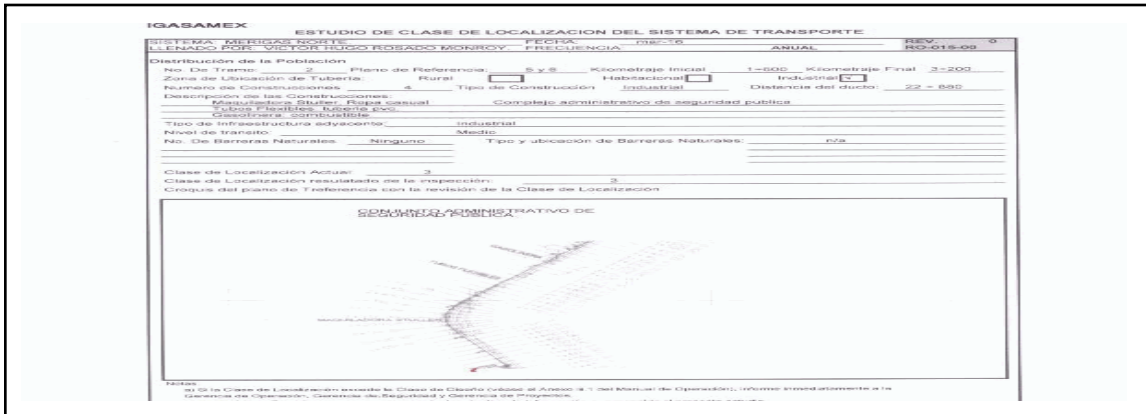 IGASAMEX
ESTUDIO DE CLASE DE LOCALIZACION DEL SISTEMA DE TRANSPORTE
SISTEMA: MERIGAS NORTE FECHA: mar-16 REV. 0
LLENADO POR: VICTOR HUGO ROSADO MONROY. FRECUENCIA ANUAL RO-015-00
Distribución de la Población
No. De Tramo: 2 Plano de Referencia: 5 y 6 Kilometraje Inicial 1+600 Kilometraje Final 3+200
Zona de Ubicación de Tubería: Rural Habitacional Industrial
Numero de Construcciones 4 Tipo de Construcción Industrial Distancia del ducto:
Descripción de las Construcciones:
Maquiladora Stuller, Ropa casual Complejo administrativo de seguridad publica
Tubos Flexibles, tuberia pvc.
Gasolinera, combustible
Tipo de Infraestructura adyacente: Industrial
Nivel de transito: Medio
No. De Barreras Naturales Ninguno Tipo y ubicación de Barreras Naturales: n/a
Clase de Localización Actual 3
Clase de Localización resulatado de la inspección: 3
Croquis del plano de Treferencia con la revisión de la Clase de Localización
CONJUNTO ADMINISTRATIVO DE
SEGURIDAD PUBLICA
TUBOS FLEXIBLES
MAQUILADORA STULLER
Notas
a) Si la Clase de Localización excede la Clase de Diseño (véase el Anexo 9.1 del Manual de Operación), informe inmediatamente a la
Gerencia de Operación, Gerencia de Seguridad y Gerencia de Proyectos.